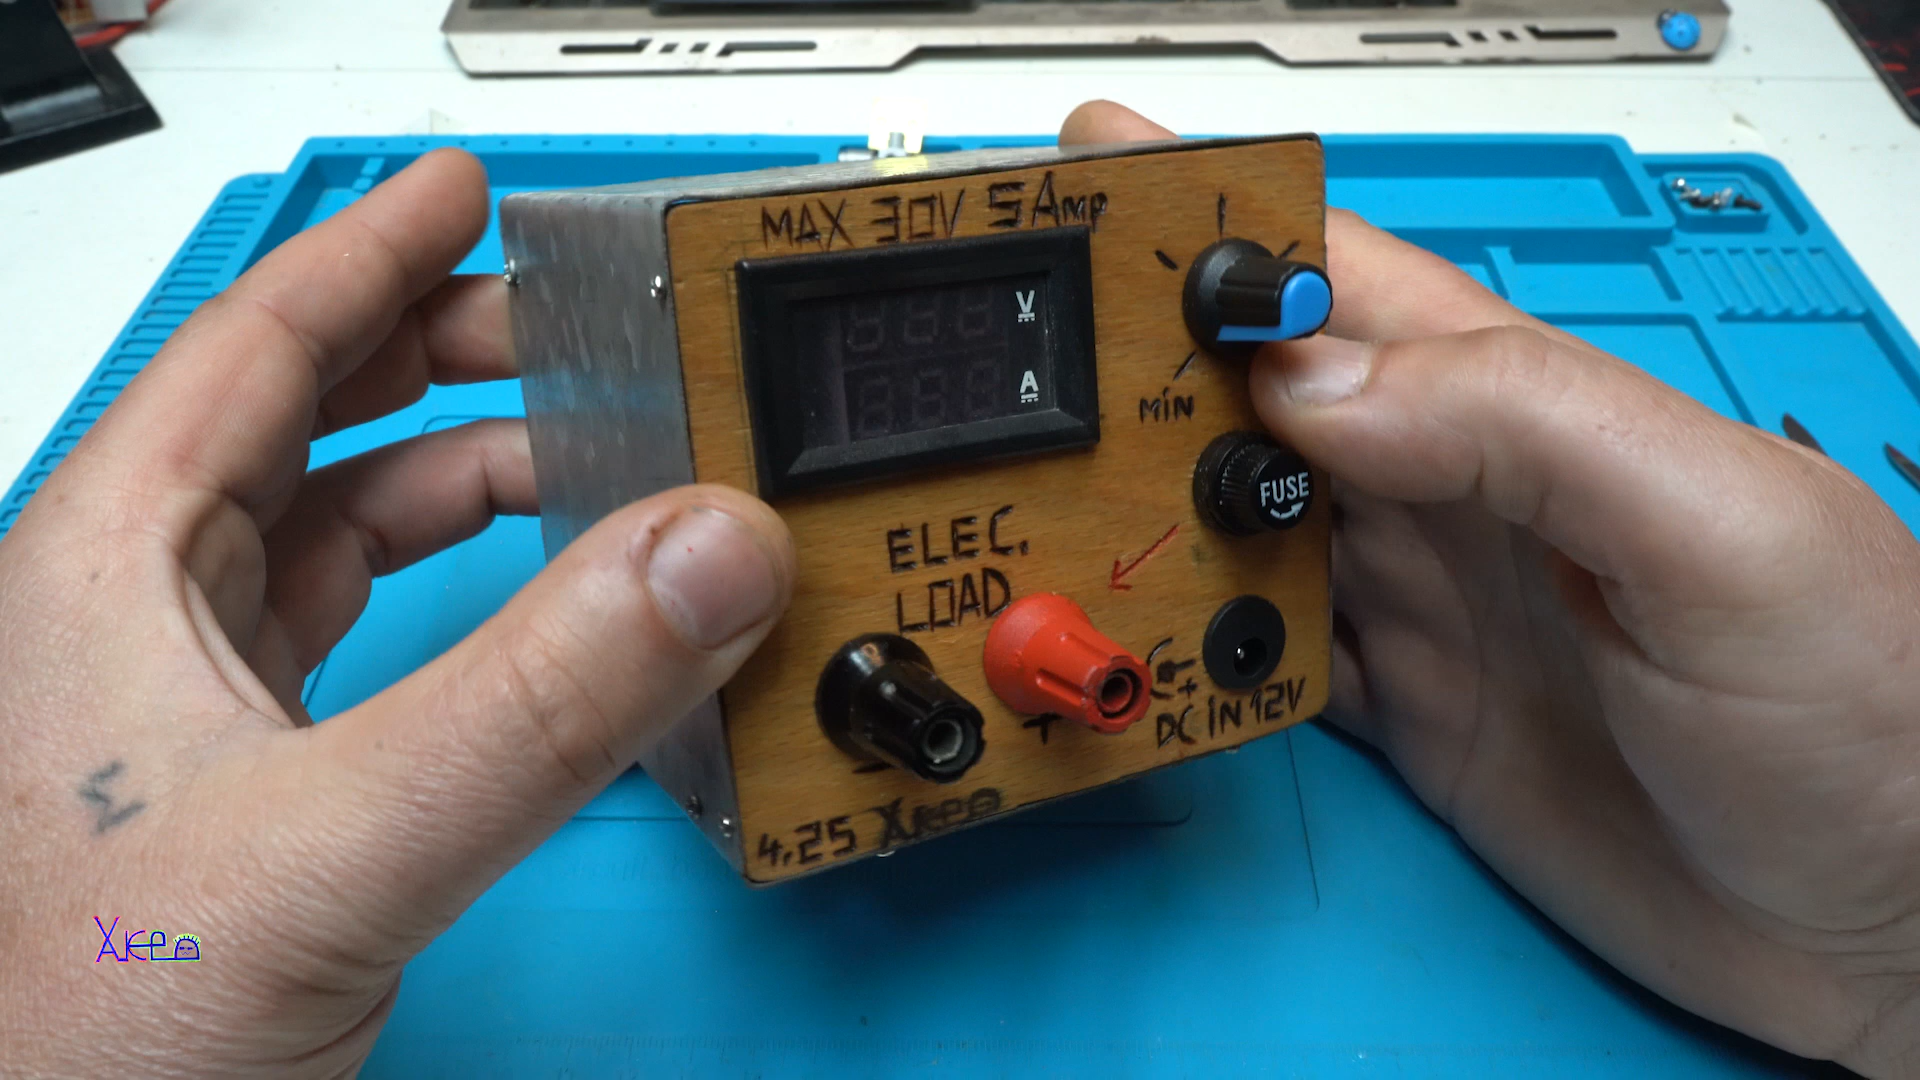 MAX 30V 5Amp
V
A
MiN
FUSE
ELEC.
LOAD
- +
+
DC iN 12V
4.25 Xkeo
Xkeo